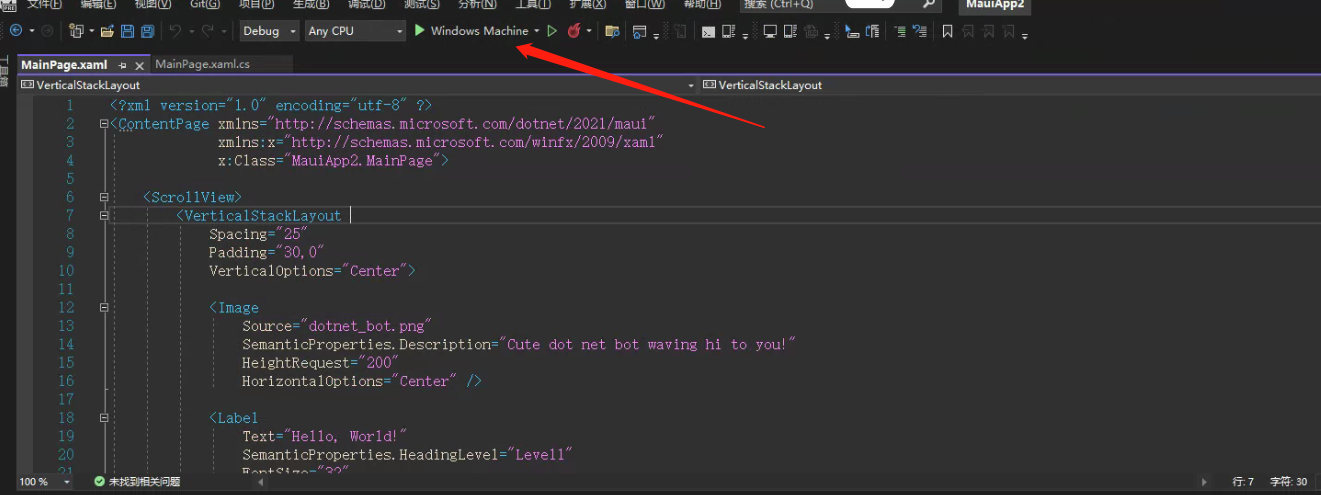 文件(F) 编辑(E) 视图(V) Git(G) 项目(P) 生成(B) 调试(D) 测试(S) 分析(N) 工具(T) 扩展(X) 窗口(W) 帮助(H) 搜索 (Ctrl+Q) MauiApp2
Debug Any CPU Windows Machine
MainPage.xaml MainPage.xaml.cs
VerticalStackLayout VerticalStackLayout
1 <?xml version="1.0" encoding="utf-8" ?>
2 <ContentPage xmlns="http://schemas.microsoft.com/dotnet/2021/maui"
3 xmlns:x="http://schemas.microsoft.com/winfx/2009/xaml"
4 x:Class="MauiApp2.MainPage">
5
6 <ScrollView>
7 <VerticalStackLayout
8 Spacing="25"
9 Padding="30,0"
10 VerticalOptions="Center">
11
12 <Image
13 Source="dotnet_bot.png"
14 SemanticProperties.Description="Cute dot net bot waving hi to you!"
15 HeightRequest="200"
16 HorizontalOptions="Center" />
17
18 <Label
19 Text="Hello, World!"
20 SemanticProperties.HeadingLevel="Level1"
21 FontSize="32"
100 % 未找到相关问题 行: 7 字符: 30